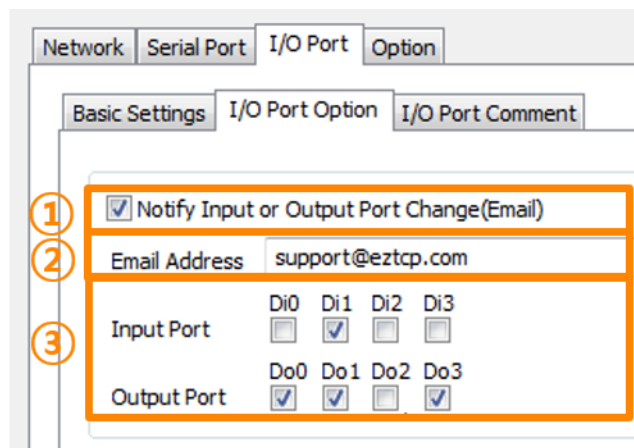 Network Serial Port I/O Port Option
Basic Settings I/O Port Option I/O Port Comment
① Notify Input or Output Port Change(Email)
② Email Address support@eztcp.com
③
Di0 Di1 Di2 Di3
Input Port
Do0 Do1 Do2 Do3
Output Port